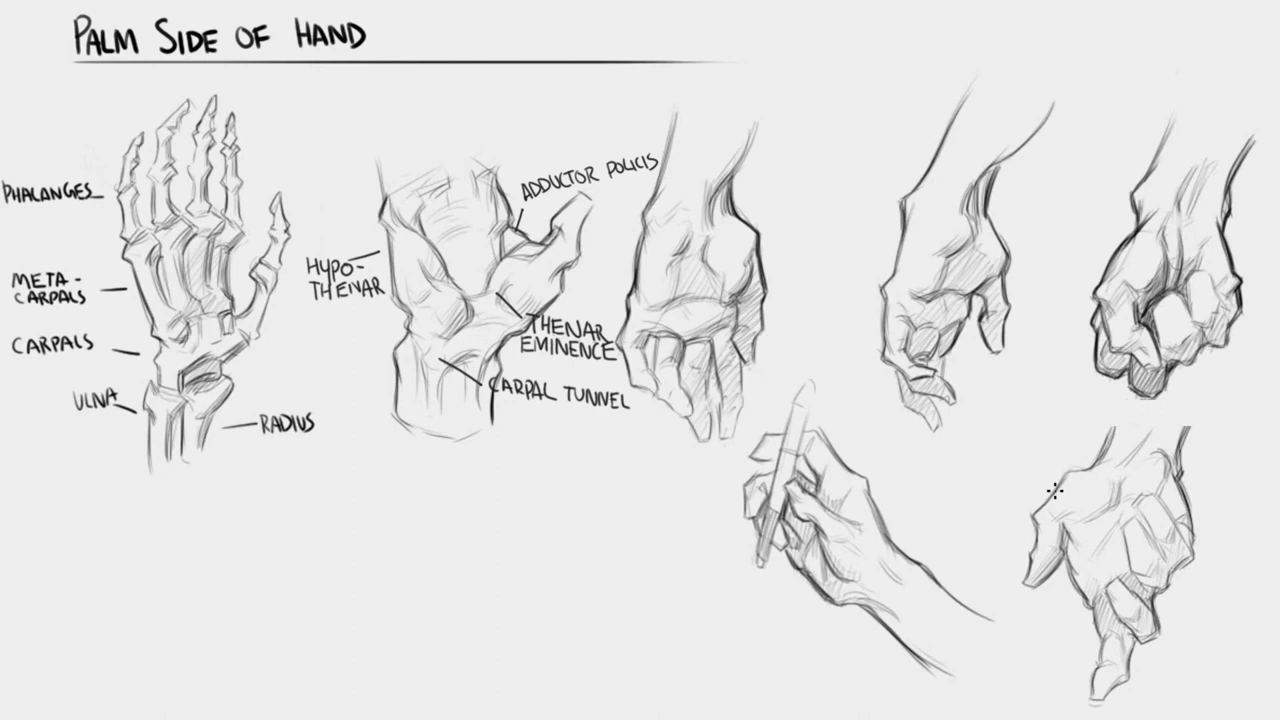 PALM SIDE OF HAND
PHALANGES
META-
CARPALS
CARPALS
ULNA
RADIUS
HYPO-
THENAR
ADDUCTOR POLICIS
THENAR
EMINENCE
CARPAL TUNNEL